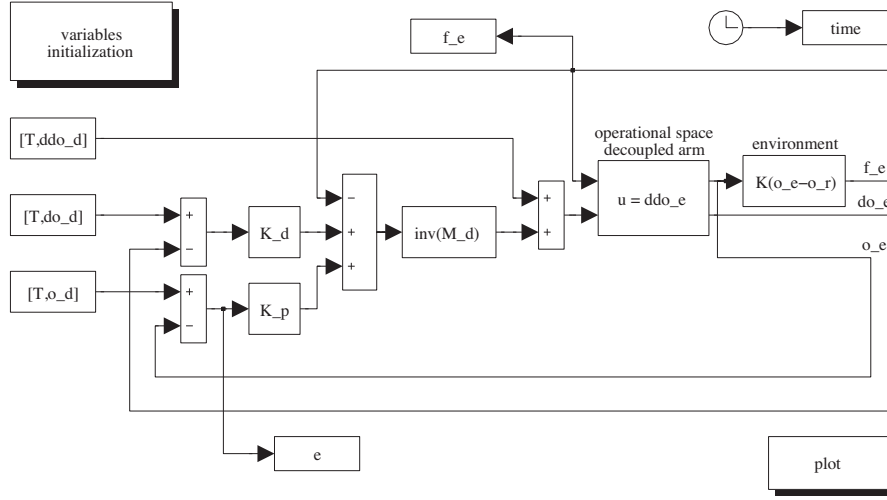 variables
initialization
f_e
time
[T,ddo_d]
operational space
decoupled arm
environment
u = ddo_e
K(o_e−o_r)
f_e
do_e
o_e
[T,do_d]
+
−
K_d
−
+
+
inv(M_d)
+
+
[T,o_d]
+
−
K_p
e
plot